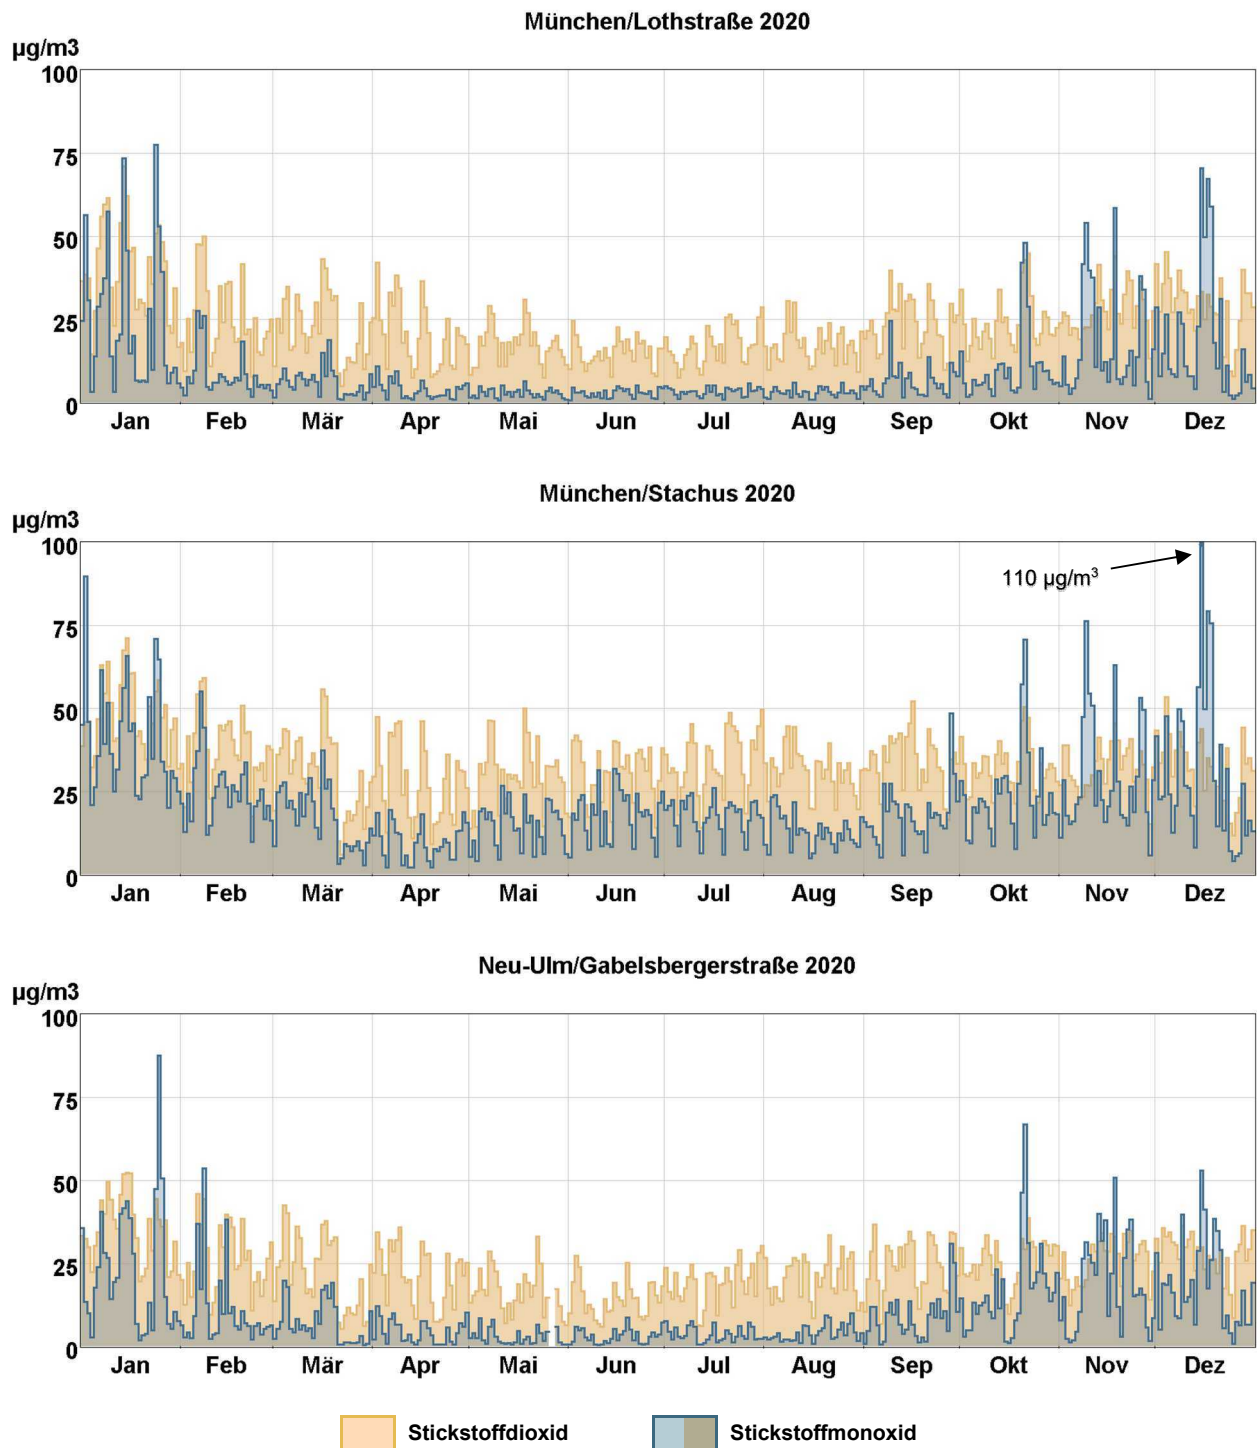 München/Lothstraße 2020
µg/m3
100
75
50
25
0
Jan Feb Mär Apr Mai Jun Jul Aug Sep Okt Nov Dez
München/Stachus 2020
µg/m3
100
110 µg/m³
75
50
25
0
Jan Feb Mär Apr Mai Jun Jul Aug Sep Okt Nov Dez
Neu-Ulm/Gabelsbergerstraße 2020
µg/m3
100
75
50
25
0
Jan Feb Mär Apr Mai Jun Jul Aug Sep Okt Nov Dez
Stickstoffdioxid Stickstoffmonoxid